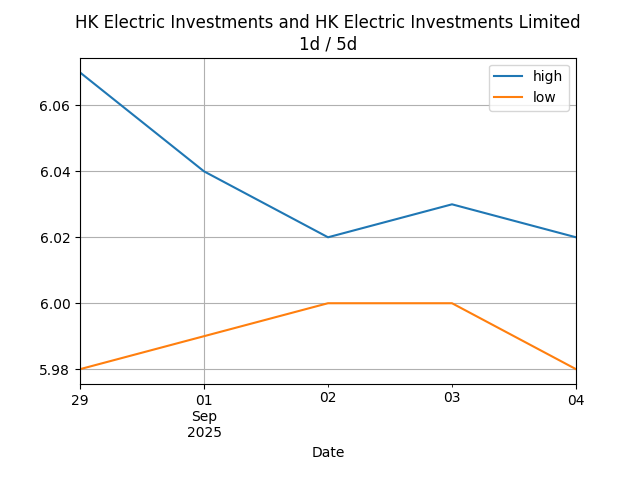 HK Electric Investments and HK Electric Investments Limited
1d / 5d
high
low
6.06
6.04
6.02
6.00
5.98
29
01
Sep
2025
02
03
04
Date